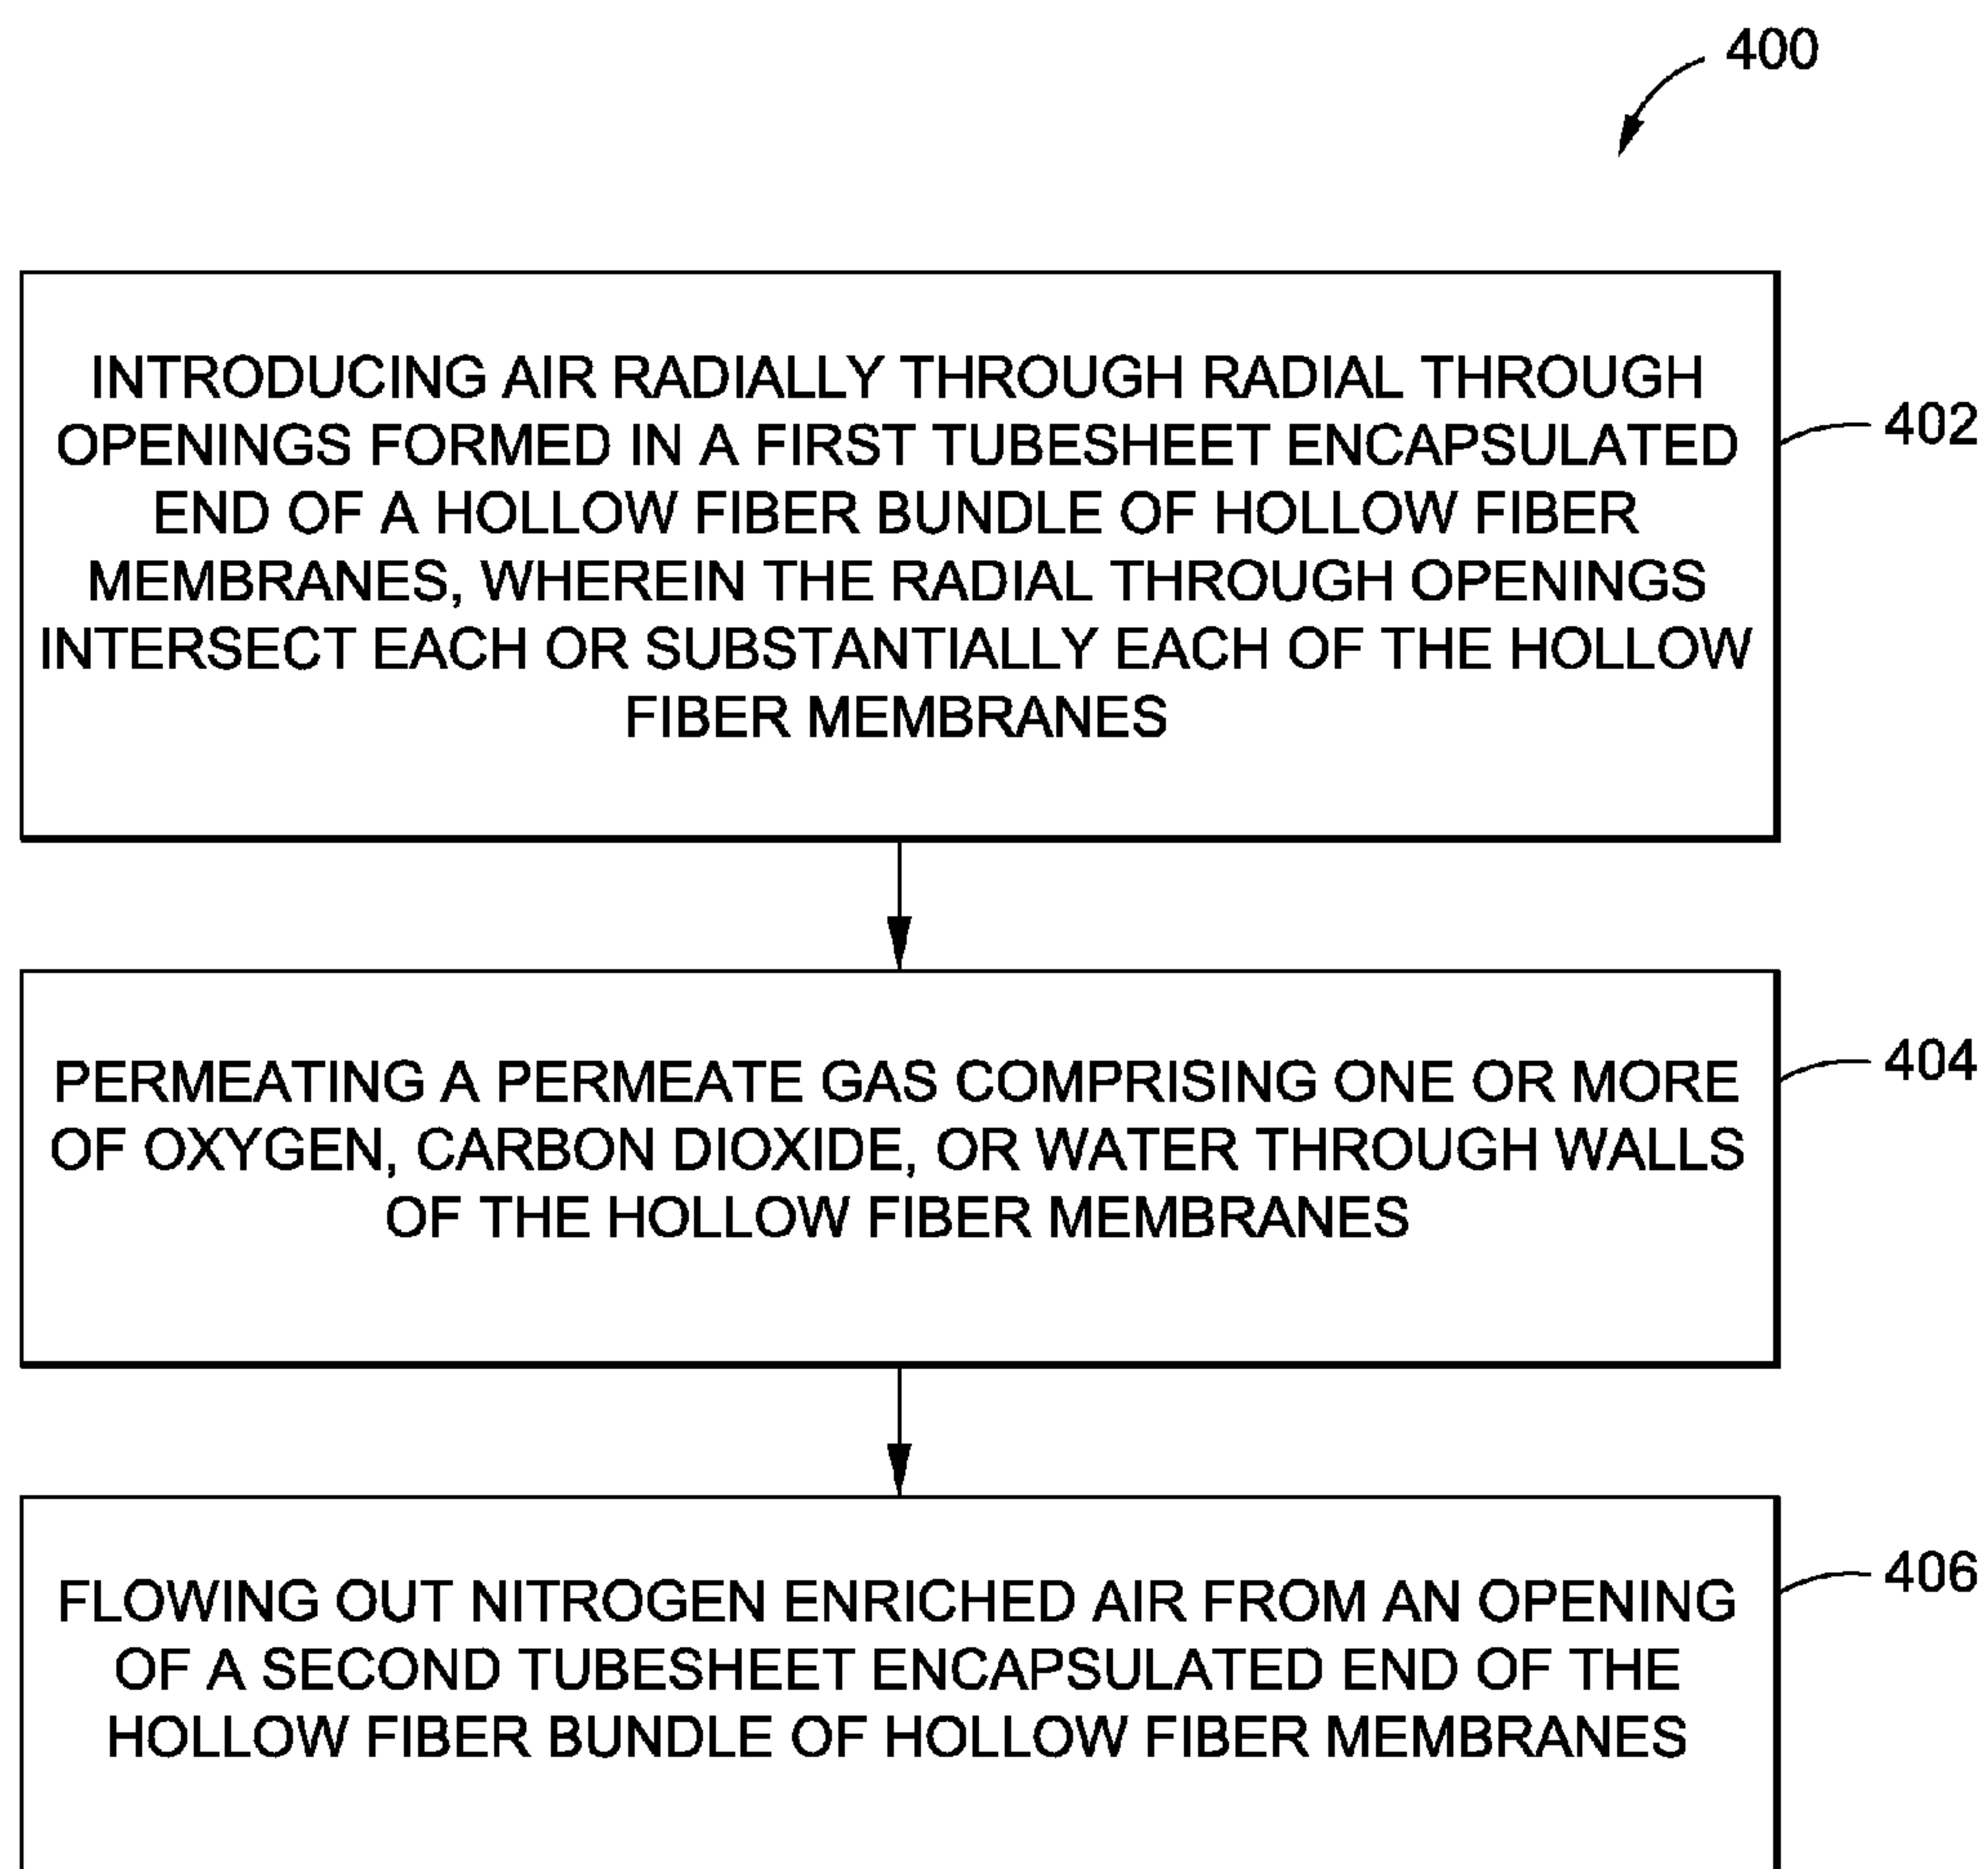 400
INTRODUCING AIR RADIALLY THROUGH RADIAL THROUGH
OPENINGS FORMED IN A FIRST TUBESHEET ENCAPSULATED
END OF A HOLLOW FIBER BUNDLE OF HOLLOW FIBER
MEMBRANES, WHEREIN THE RADIAL THROUGH OPENINGS
INTERSECT EACH OR SUBSTANTIALLY EACH OF THE HOLLOW
FIBER MEMBRANES
402
PERMEATING A PERMEATE GAS COMPRISING ONE OR MORE
OF OXYGEN, CARBON DIOXIDE, OR WATER THROUGH WALLS
OF THE HOLLOW FIBER MEMBRANES
404
FLOWING OUT NITROGEN ENRICHED AIR FROM AN OPENING
OF A SECOND TUBESHEET ENCAPSULATED END OF THE
HOLLOW FIBER BUNDLE OF HOLLOW FIBER MEMBRANES
406